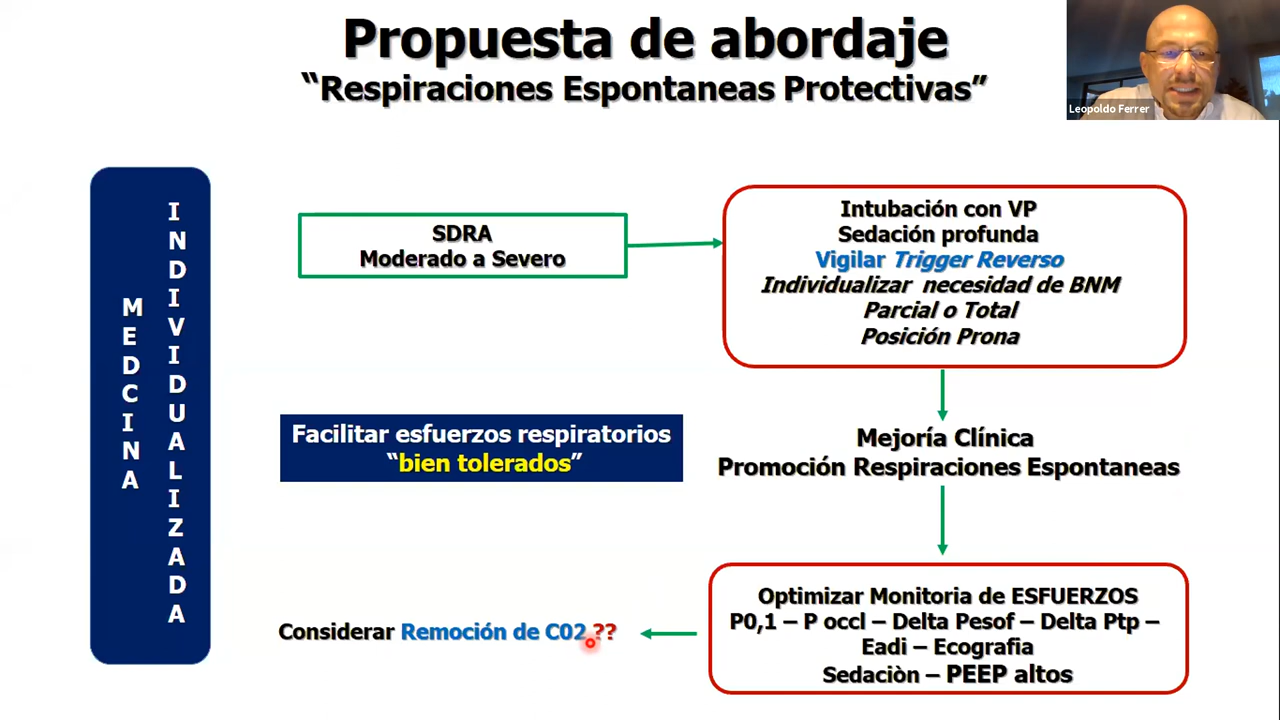 Propuesta de abordaje
“Respiraciones Espontaneas Protectivas”
Leopoldo Ferrer
MEDCINA
INDIVIDUALIZADA
SDRA
Moderado a Severo
Intubación con VP
Sedación profunda
Vigilar Trigger Reverso
Individualizar necesidad de BNM
Parcial o Total
Posición Prona
Facilitar esfuerzos respiratorios
“bien tolerados”
Mejoría Clínica
Promoción Respiraciones Espontaneas
Optimizar Monitoria de ESFUERZOS
P0,1 – P occl – Delta Pesof – Delta Ptp –
Eadi – Ecografia
Sedaciòn – PEEP altos
Considerar Remoción de C02 ??